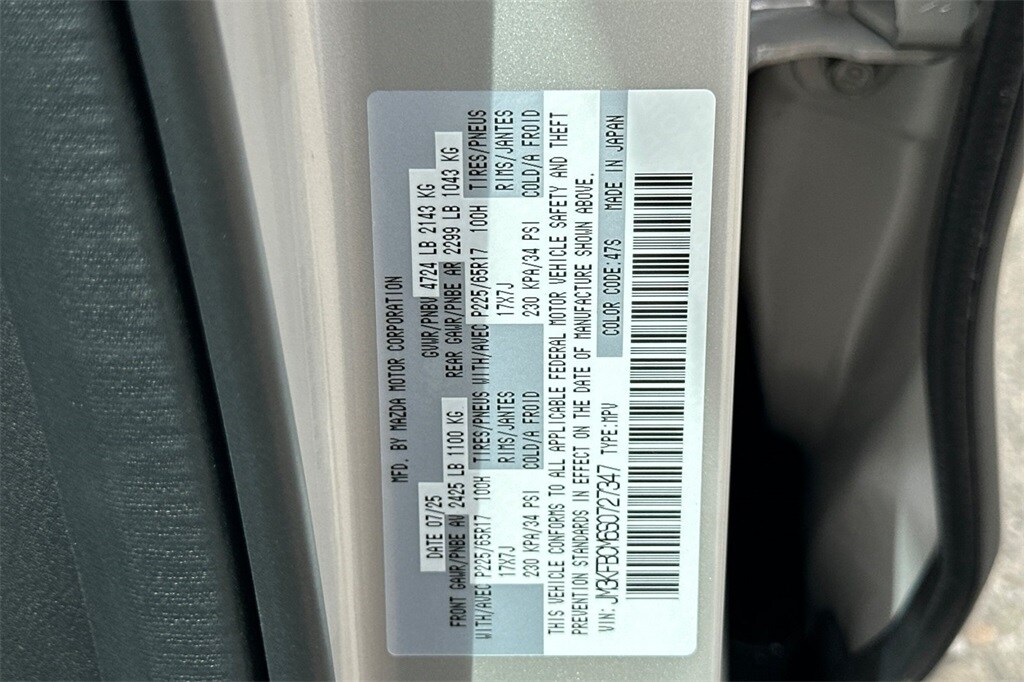 MFD. BY MAZDA MOTOR CORPORATION
DATE 07/25 GVWR/PNBV 4724 LB 2143 KG
FRONT GAWR/PNBE AV 2425 LB 1100 KG REAR GAWR/PNBE AR 2299 LB 1043 KG
WITH/AVEC P225/65R17 100H TIRES/PNEUS WITH/AVEC P225/65R17 100H TIRES/PNEUS
17X7J RIMS/JANTES 17X7J RIMS/JANTES
230 KPA/34 PSI COLD/A FROID 230 KPA/34 PSI COLD/A FROID
THIS VEHICLE CONFORMS TO ALL APPLICABLE FEDERAL MOTOR VEHICLE SAFETY AND THEFT
PREVENTION STANDARDS IN EFFECT ON THE DATE OF MANUFACTURE SHOWN ABOVE.
VIN: JM3KFBCM6S0727347 TYPE:MPV COLOR CODE:47S MADE IN JAPAN